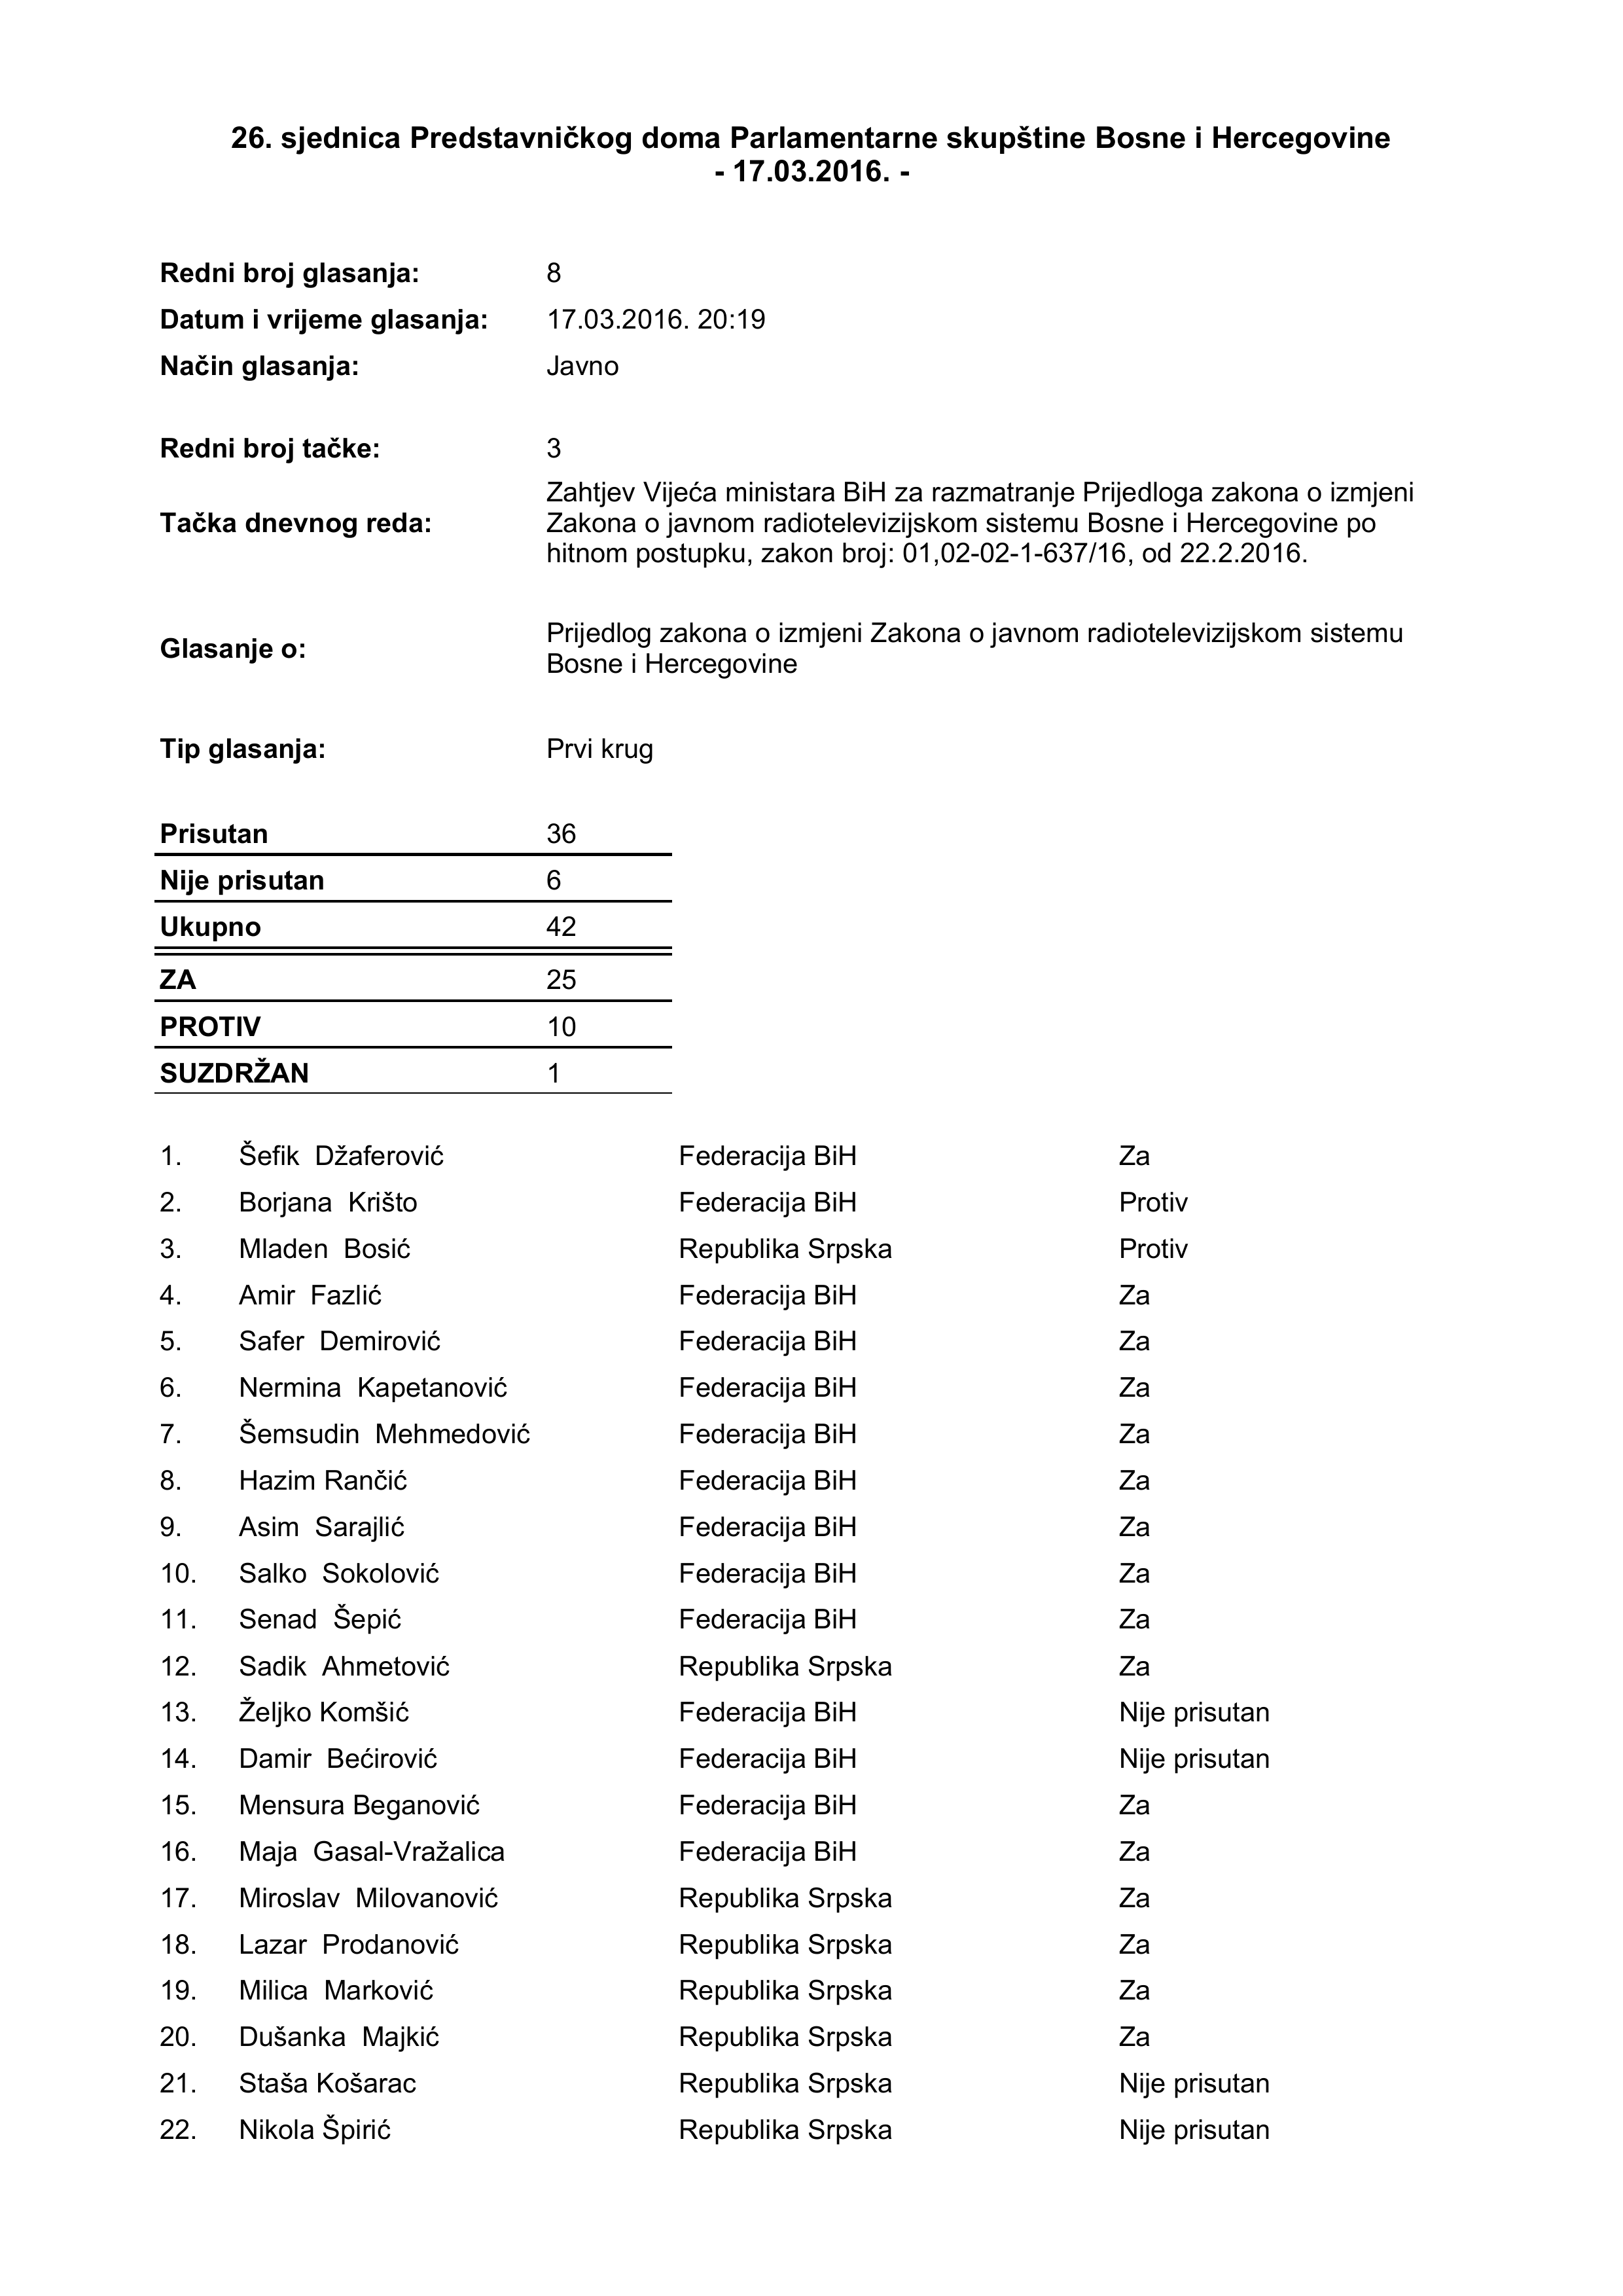 26. sjednica Predstavničkog doma Parlamentarne skupštine Bosne i Hercegovine
- 17.03.2016. -
Redni broj glasanja: 8
Datum i vrijeme glasanja: 17.03.2016. 20:19
Način glasanja: Javno
Redni broj tačke: 3
Tačka dnevnog reda: Zahtjev Vijeća ministara BiH za razmatranje Prijedloga zakona o izmjeni
Zakona o javnom radiotelevizijskom sistemu Bosne i Hercegovine po
hitnom postupku, zakon broj: 01,02-02-1-637/16, od 22.2.2016.
Glasanje o: Prijedlog zakona o izmjeni Zakona o javnom radiotelevizijskom sistemu
Bosne i Hercegovine
Tip glasanja: Prvi krug
Prisutan 36
Nije prisutan 6
Ukupno 42
ZA 25
PROTIV 10
SUZDRŽAN 1
1. Šefik Džaferović Federacija BiH Za
2. Borjana Krišto Federacija BiH Protiv
3. Mladen Bosić Republika Srpska Protiv
4. Amir Fazlić Federacija BiH Za
5. Safer Demirović Federacija BiH Za
6. Nermina Kapetanović Federacija BiH Za
7. Šemsudin Mehmedović Federacija BiH Za
8. Hazim Rančić Federacija BiH Za
9. Asim Sarajlić Federacija BiH Za
10. Salko Sokolović Federacija BiH Za
11. Senad Šepić Federacija BiH Za
12. Sadik Ahmetović Republika Srpska Za
13. Željko Komšić Federacija BiH Nije prisutan
14. Damir Bećirović Federacija BiH Nije prisutan
15. Mensura Beganović Federacija BiH Za
16. Maja Gasal-Vražalica Federacija BiH Za
17. Miroslav Milovanović Republika Srpska Za
18. Lazar Prodanović Republika Srpska Za
19. Milica Marković Republika Srpska Za
20. Dušanka Majkić Republika Srpska Za
21. Staša Košarac Republika Srpska Nije prisutan
22. Nikola Špirić Republika Srpska Nije prisutan